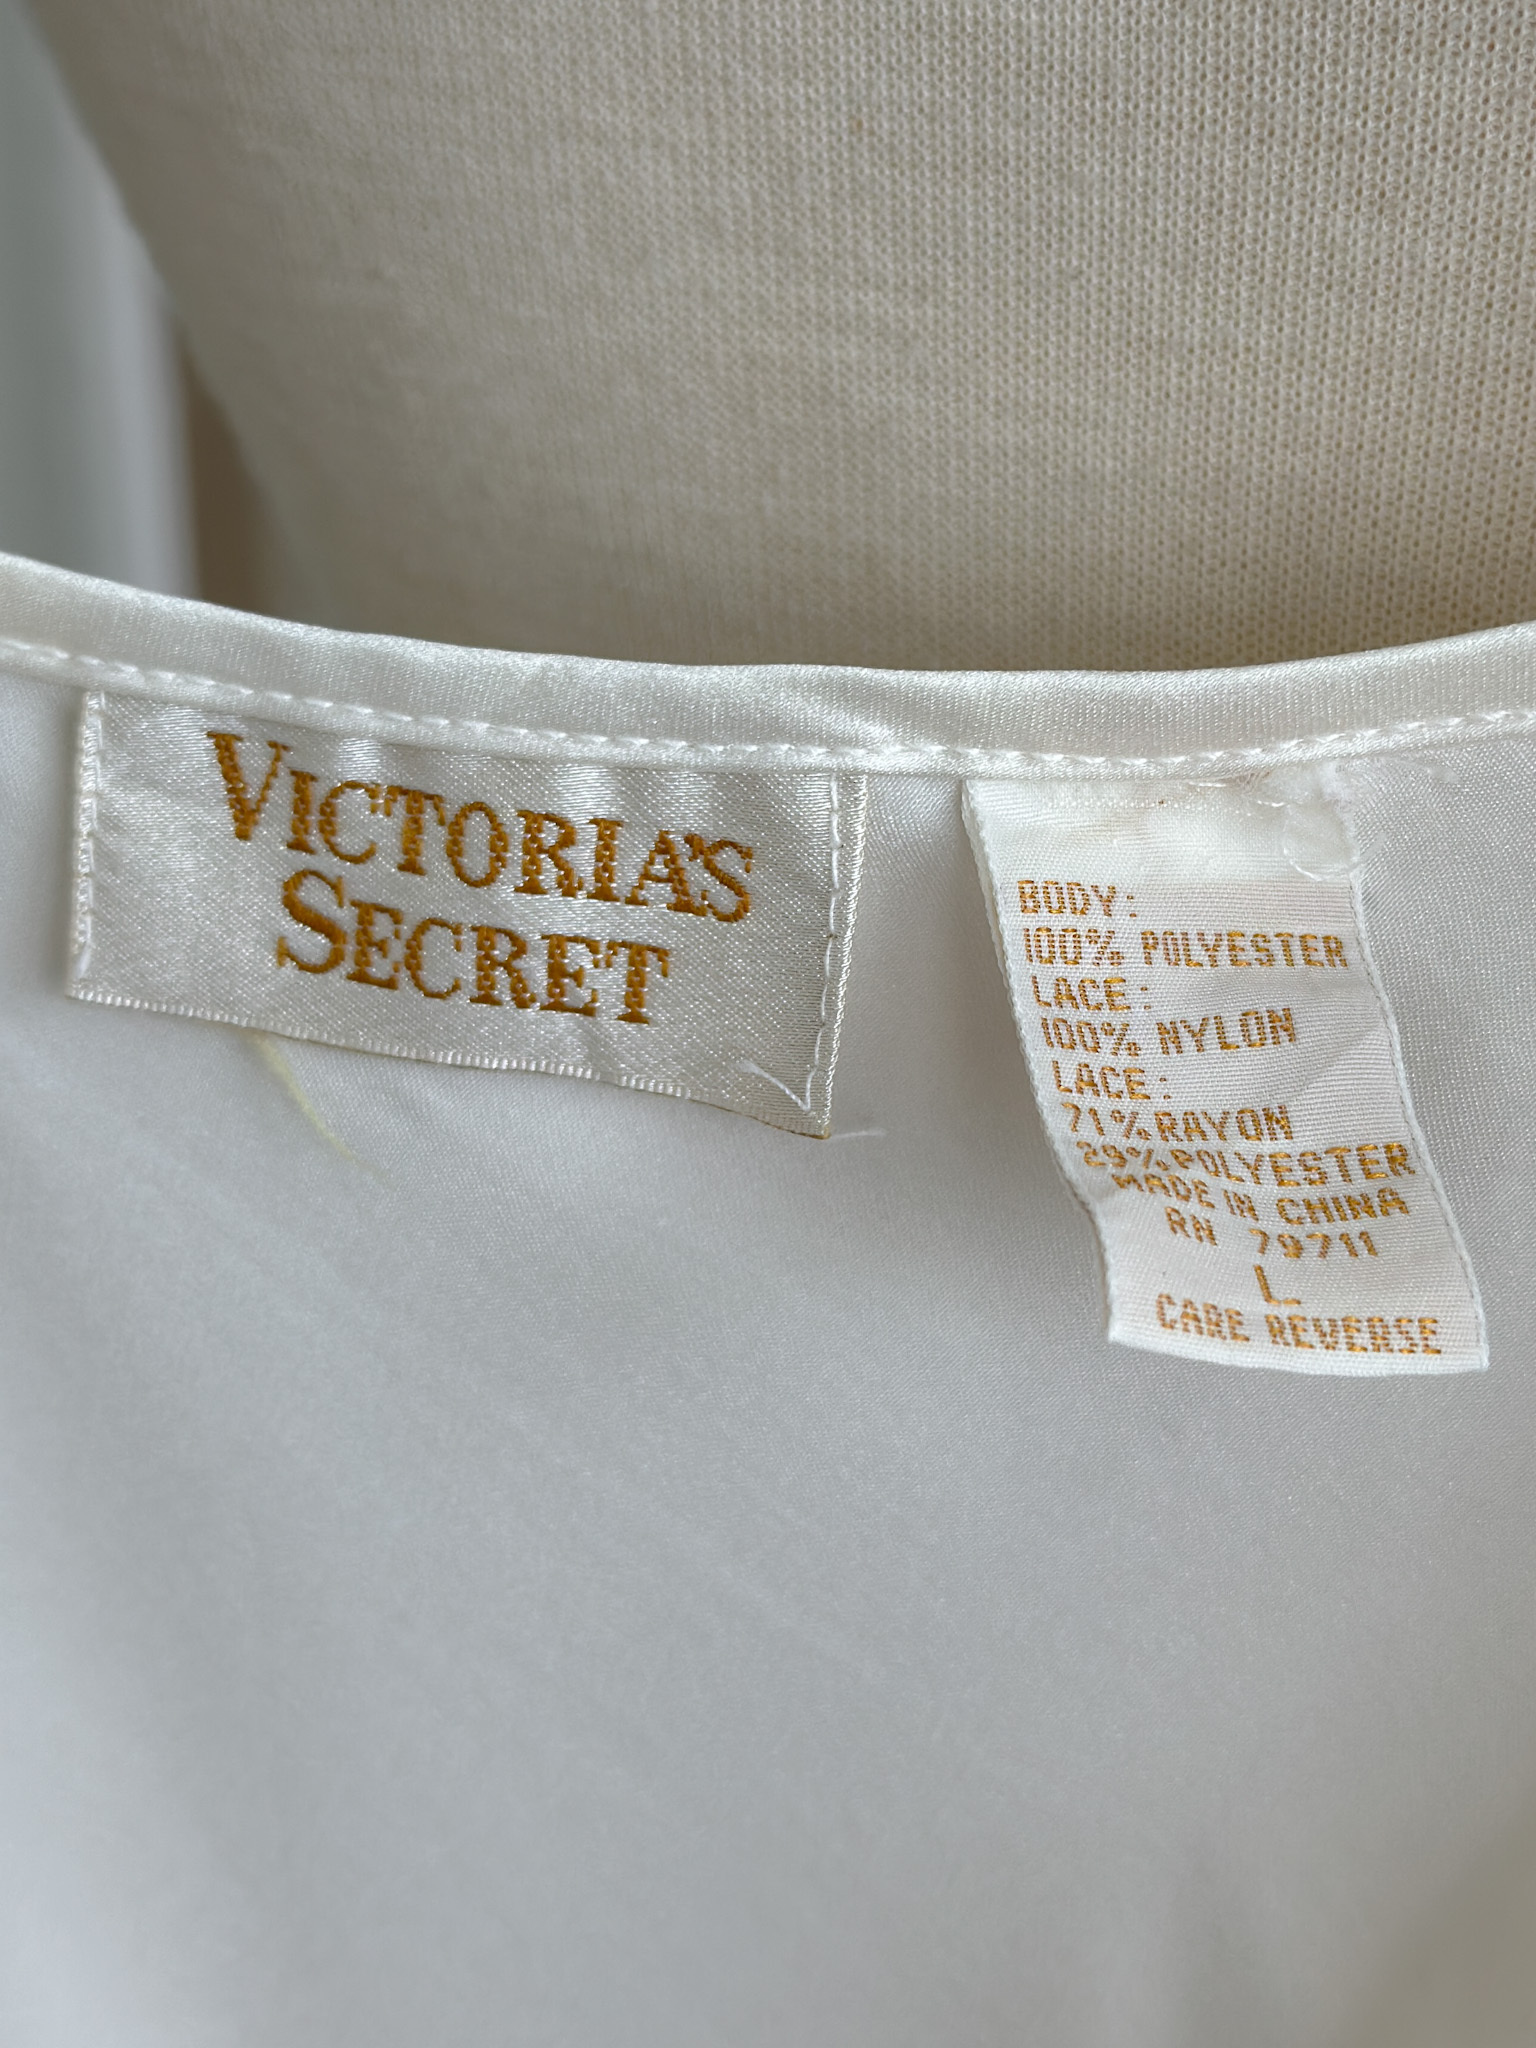 VICTORIA'S
SECRET
BODY:
100% POLYESTER
LACE:
100% NYLON
LACE:
71% RAYON
29% POLYESTER
MADE IN CHINA
RN 79711
L
CARE REVERSE